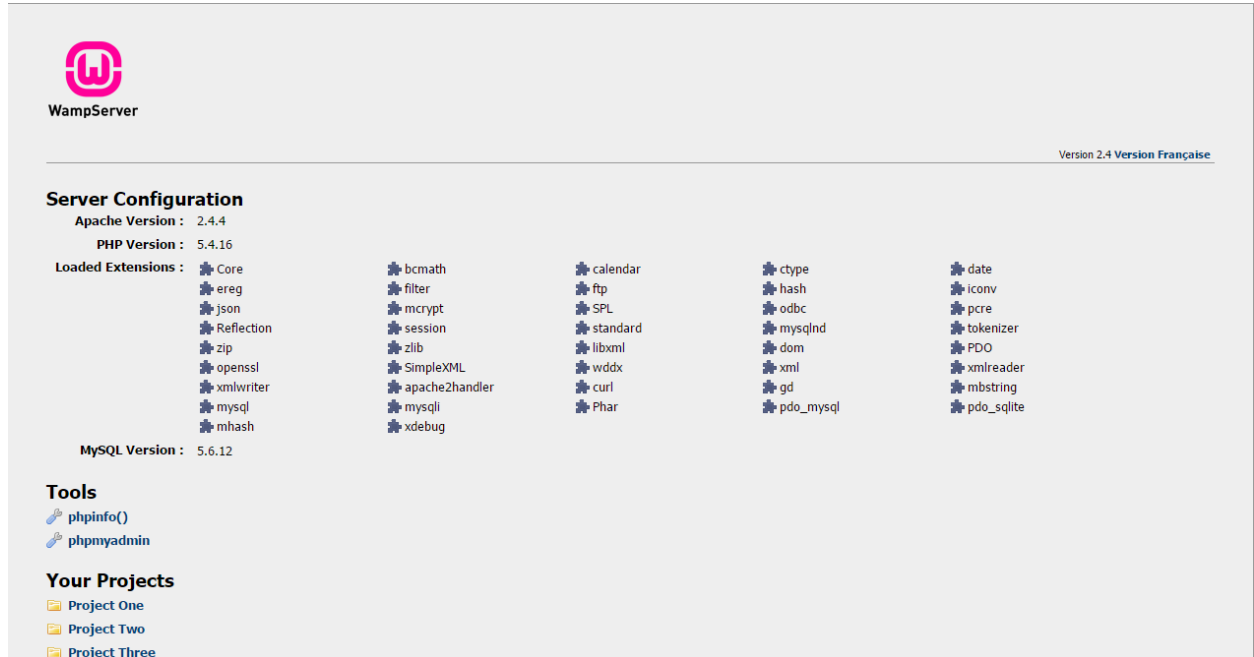 WampServer
Version 2.4 Version Française
Server Configuration
Apache Version : 2.4.4
PHP Version : 5.4.16
Loaded Extensions : Core bcmath calendar ctype date
ereg filter ftp hash iconv
json mcrypt SPL odbc pcre
Reflection session standard mysqlnd tokenizer
zip zlib libxml dom PDO
openssl SimpleXML wddx xml xmlreader
xmlwriter apache2handler curl gd mbstring
mysql mysqli Phar pdo_mysql pdo_sqlite
mhash xdebug
MySQL Version : 5.6.12
Tools
phpinfo()
phpmyadmin
Your Projects
Project One
Project Two
Project Three